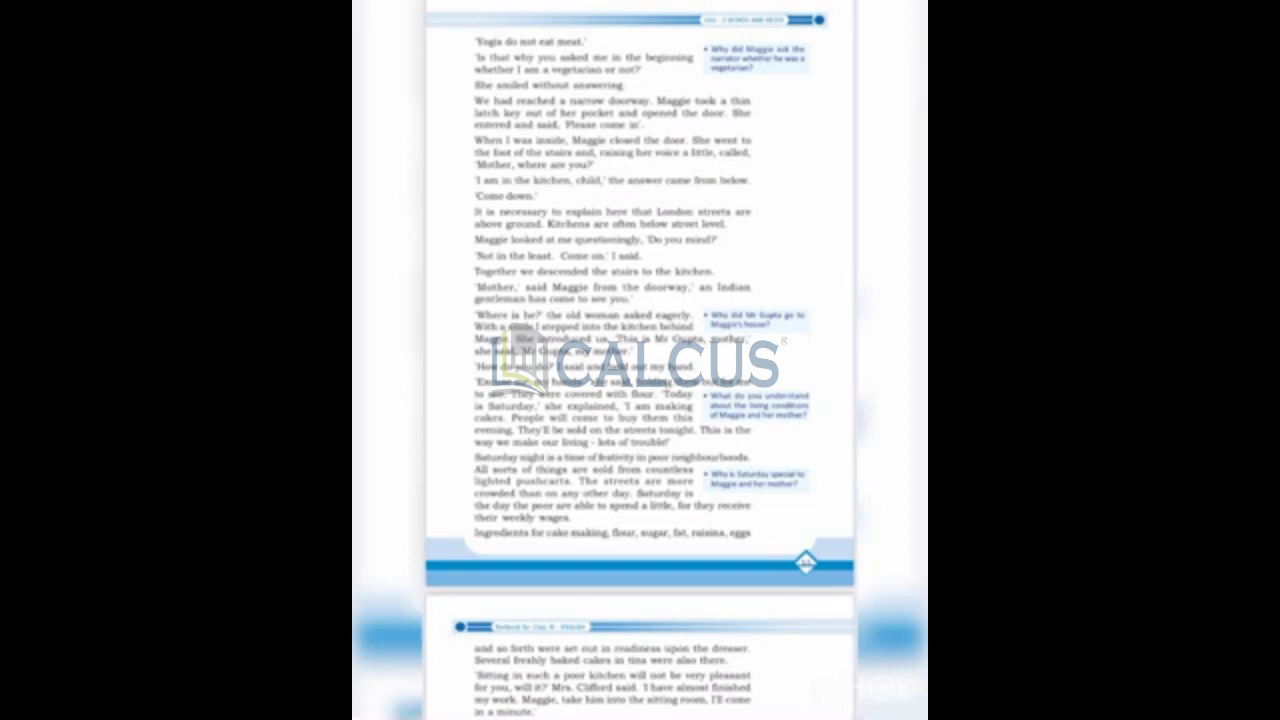 Unit - 2 WORDS AND DEEDS
'Yogis do not eat meat,'
'Is that why you asked me in the beginning
whether I am a vegetarian or not?'
She smiled without answering.
We had reached a narrow doorway. Maggie took a thin
latch key out of her pocket and opened the door. She
entered and said, 'Please come in'.
When I was inside, Maggie closed the door. She went to
the foot of the stairs and, raising her voice a little, called,
'Mother, where are you?'
'I am in the kitchen, child,' the answer came from below.
'Come down.'
It is necessary to explain here that London streets are
above ground. Kitchens are often below street level.
Maggie looked at me questioningly, 'Do you mind?'
'Not in the least. Come on.' I said.
Together we descended the stairs to the kitchen.
'Mother,' said Maggie from the doorway,' an Indian
gentleman has come to see you.'
'Where is he?' the old woman asked eagerly.
With a smile I stepped into the kitchen behind
Maggie. She introduced us. 'This is Mr Gupta, mother,'
she said, 'Mr Gupta, my mother.'
'How do you do?' I said and held out my hand.
'Excuse me, my hands,' she said, holding them out for me
to see. They were covered with flour. 'Today
is Saturday,' she explained, 'I am making
cakes. People will come to buy them this
evening. They'll be sold on the streets tonight. This is the
way we make our living - lots of trouble!'
Saturday night is a time of festivity in poor neighbourhoods.
All sorts of things are sold from countless
lighted pushcarts. The streets are more
crowded than on any other day. Saturday is
the day the poor are able to spend a little, for they receive
their weekly wages.
Ingredients for cake making, flour, sugar, fat, raisins, eggs
• Why did Maggie ask the
narrator whether he was a
vegetarian?
• Why did Mr Gupta go to
Maggie's house?
• What do you understand
about the living conditions
of Maggie and her mother?
• Why is Saturday special to
Maggie and her mother?
CALCUS®
Textbook for Class XI - ENGLISH
and so forth were set out in readiness upon the dresser.
Several freshly baked cakes in tins were also there.
'Sitting in such a poor kitchen will not be very pleasant
for you, will it?' Mrs. Clifford said. 'I have almost finished
my work. Maggie, take him into the sitting room, I'll come
in a minute.'